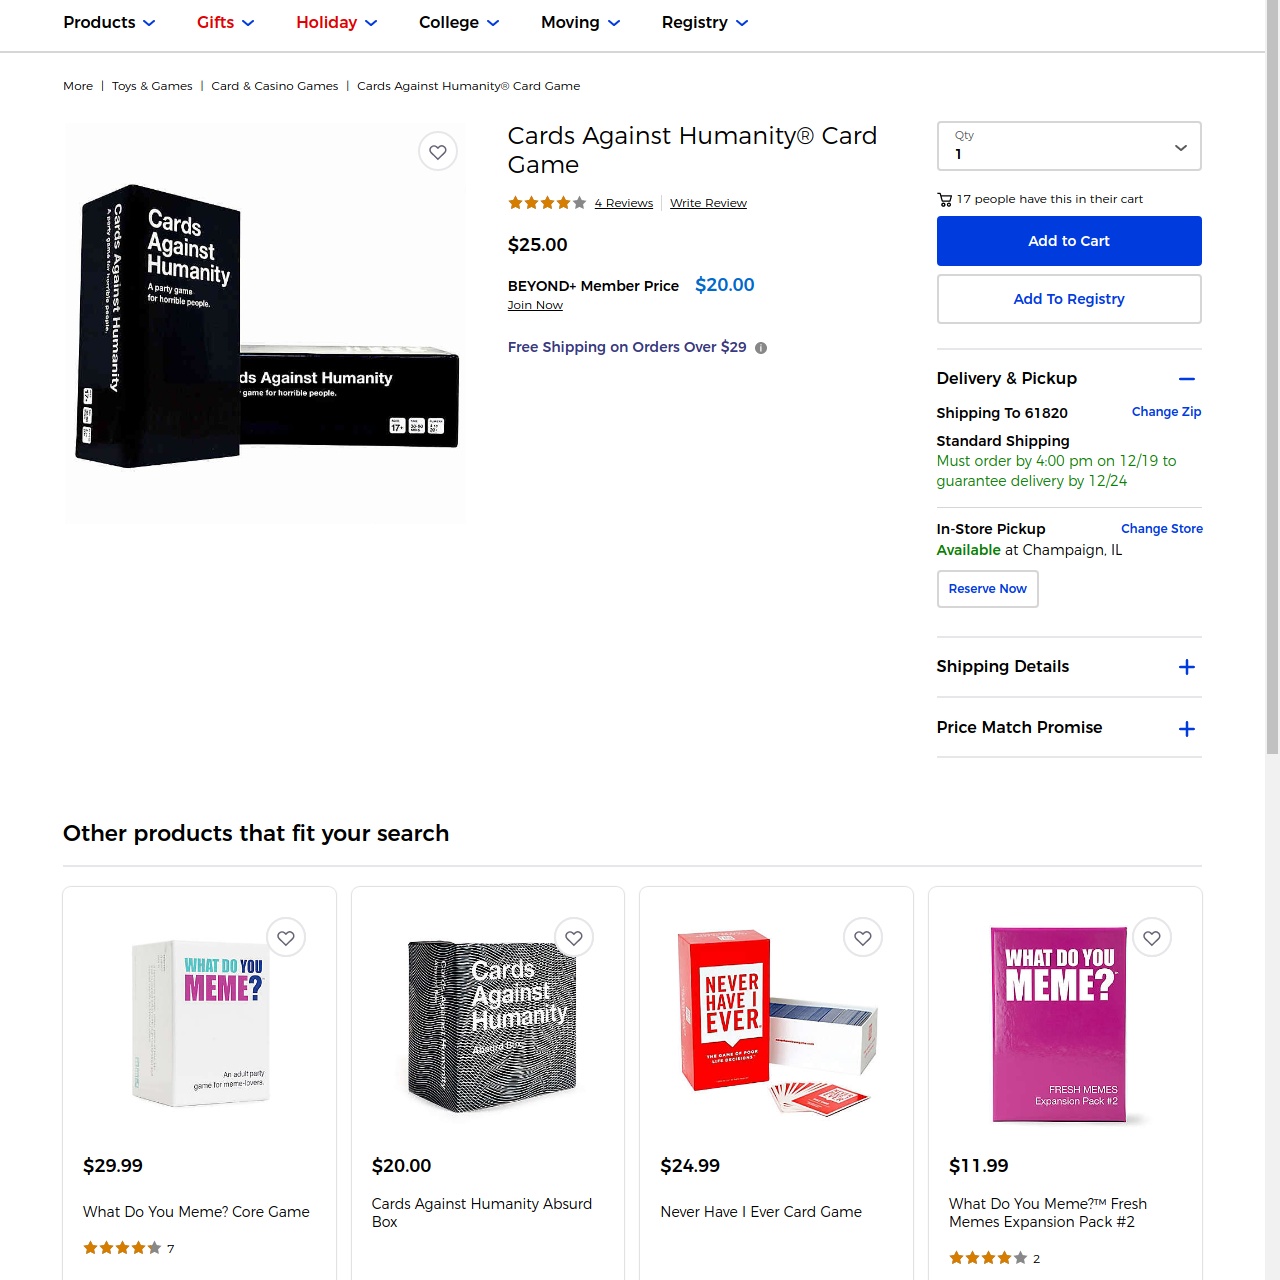 Products
Gifts
Holiday
College
Moving
Registry
More | Toys & Games | Card & Casino Games | Cards Against Humanity® Card Game
Cards Against Humanity
A party game for horrible people.
Cards
Against
Humanity
A party game
for horrible people.
ds Against Humanity
game for horrible people.
17+
Cards Against Humanity® Card
Game
4 Reviews | Write Review
$25.00
BEYOND+ Member Price $20.00
Join Now
Free Shipping on Orders Over $29
Qty
1
17 people have this in their cart
Add to Cart
Add To Registry
Delivery & Pickup
Shipping To 61820
Change Zip
Standard Shipping
Must order by 4:00 pm on 12/19 to
guarantee delivery by 12/24
In-Store Pickup
Change Store
Available at Champaign, IL
Reserve Now
Shipping Details
Price Match Promise
Other products that fit your search
WHAT DO YOU
MEME?
An adult party
game for meme-lovers.
$29.99
What Do You Meme? Core Game
7
Cards
Against
Humanity
Absurd Box
$20.00
Cards Against Humanity Absurd
Box
NEVER
HAVE I
EVER.
THE GAME OF POOR
LIFE DECISIONS
$24.99
Never Have I Ever Card Game
WHAT DO YOU
MEME?
FRESH MEMES
Expansion Pack #2
$11.99
What Do You Meme?™ Fresh
Memes Expansion Pack #2
2